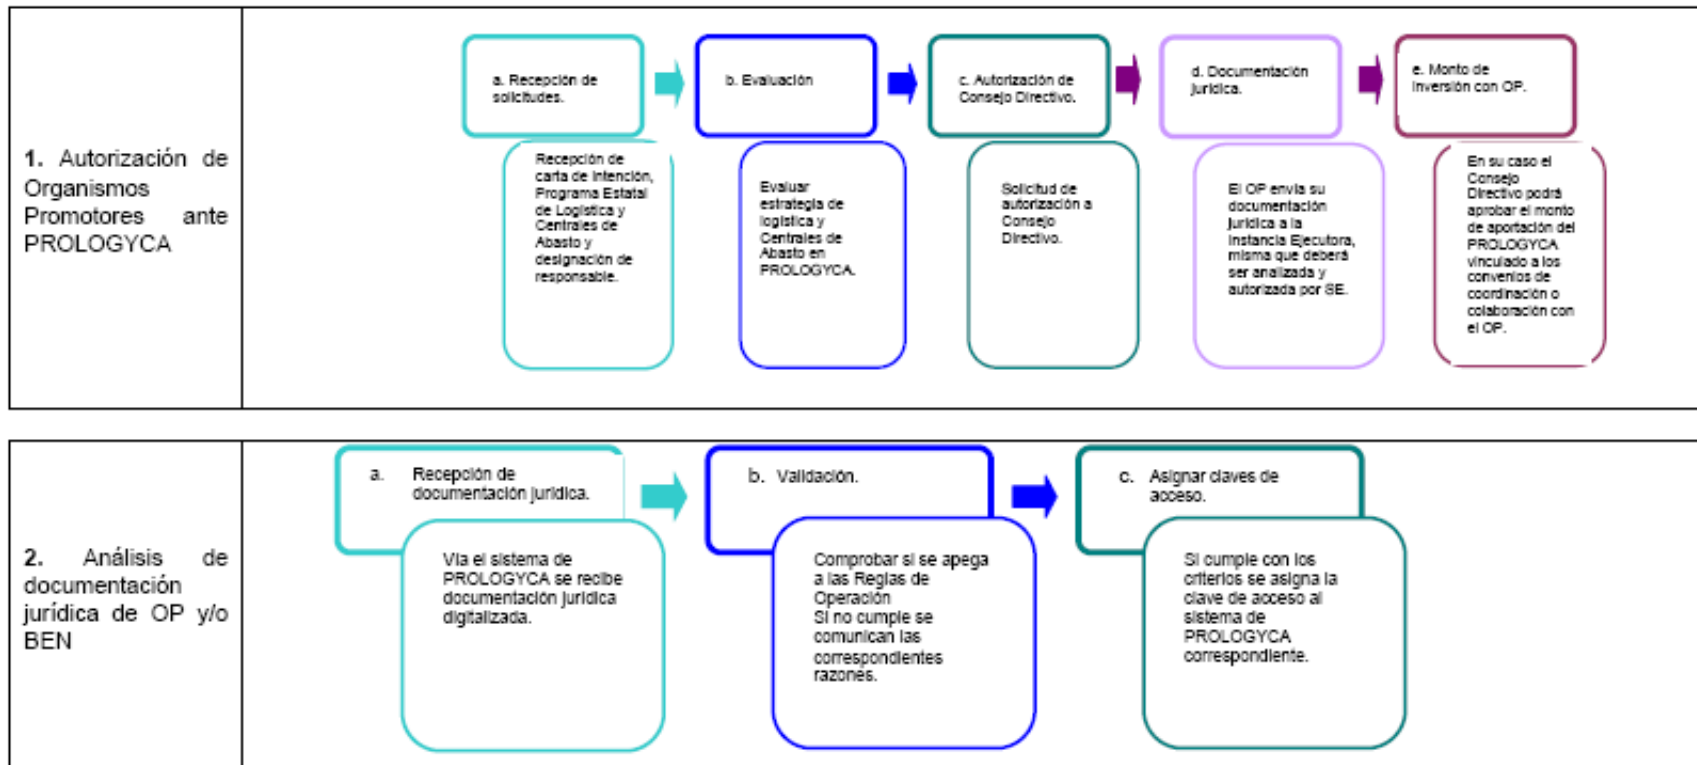 1. Autorización de
Organismos
Promotores ante
PROLOGYCA
a. Recepción de
solicitudes.
Recepción de
carta de Intención,
Programa Estatal
de Logística y
Centrales de
Abasto y
designación de
responsable.
b. Evaluación
Evaluar
estrategia de
logística y
Centrales de
Abasto en
PROLOGYCA.
c. Autorización de
Consejo Directivo.
Solicitud de
autorización a
Consejo
Directivo.
d. Documentación
jurídica.
El OP envía su
documentación
jurídica a la
Instancia Ejecutora,
misma que deberá
ser analizada y
autorizada por SE.
e. Monto de
Inversión con OP.
En su caso el
Consejo
Directivo podrá
aprobar el monto
de aportación del
PROLOGYCA
vinculado a los
convenios de
coordinación o
colaboración con
el OP.
2. Análisis de
documentación
jurídica de OP y/o
BEN
a. Recepción de
documentación jurídica.
Vía el sistema de
PROLOGYCA se recibe
documentación jurídica
digitalizada.
b. Validación.
Comprobar si se apega
a las Reglas de
Operación
Si no cumple se
comunican las
correspondientes
razones.
c. Asignar claves de
acceso.
Si cumple con los
criterios se asigna la
clave de acceso al
sistema de
PROLOGYCA
correspondiente.